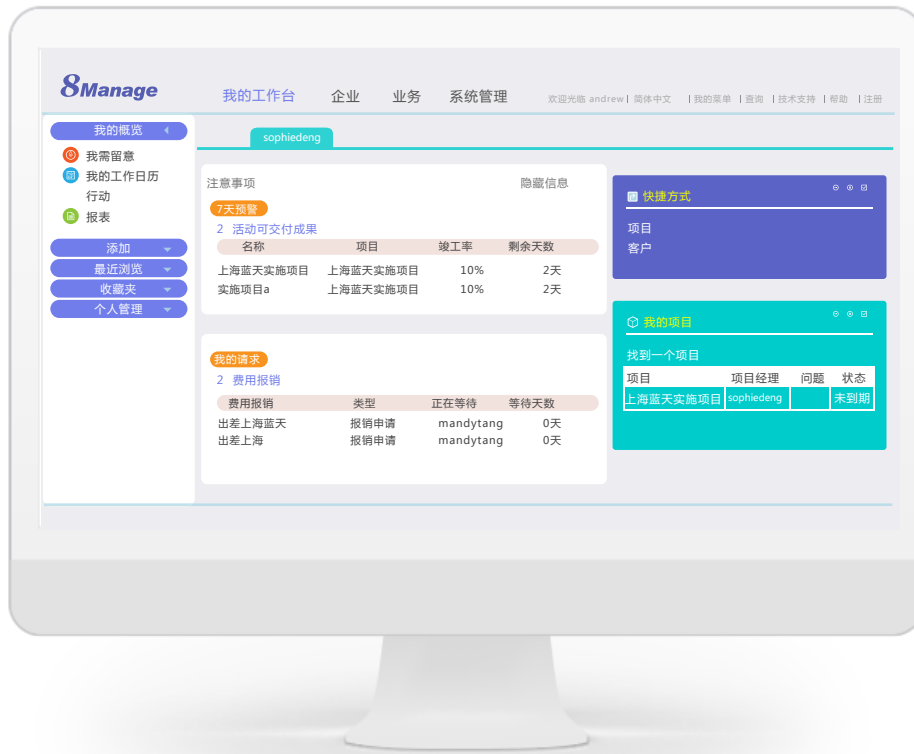 8Manage
我的工作台 企业 业务 系统管理 欢迎光临 andrew | 简体中文 | 我的菜单 | 查询 | 技术支持 | 帮助 | 注册
我的概览
我需留意
我的工作日历
行动
报表
添加
最近浏览
收藏夹
个人管理
sophiedeng
注意事项 隐藏信息
7天预警
2 活动可交付成果
名称 项目 竣工率 剩余天数
上海蓝天实施项目 上海蓝天实施项目 10% 2天
实施项目a 上海蓝天实施项目 10% 2天
我的请求
2 费用报销
费用报销 类型 正在等待 等待天数
出差上海蓝天 报销申请 mandytang 0天
出差上海 报销申请 mandytang 0天
快捷方式
项目
客户
我的项目
找到一个项目
项目 项目经理 问题 状态
上海蓝天实施项目 sophiedeng 未到期